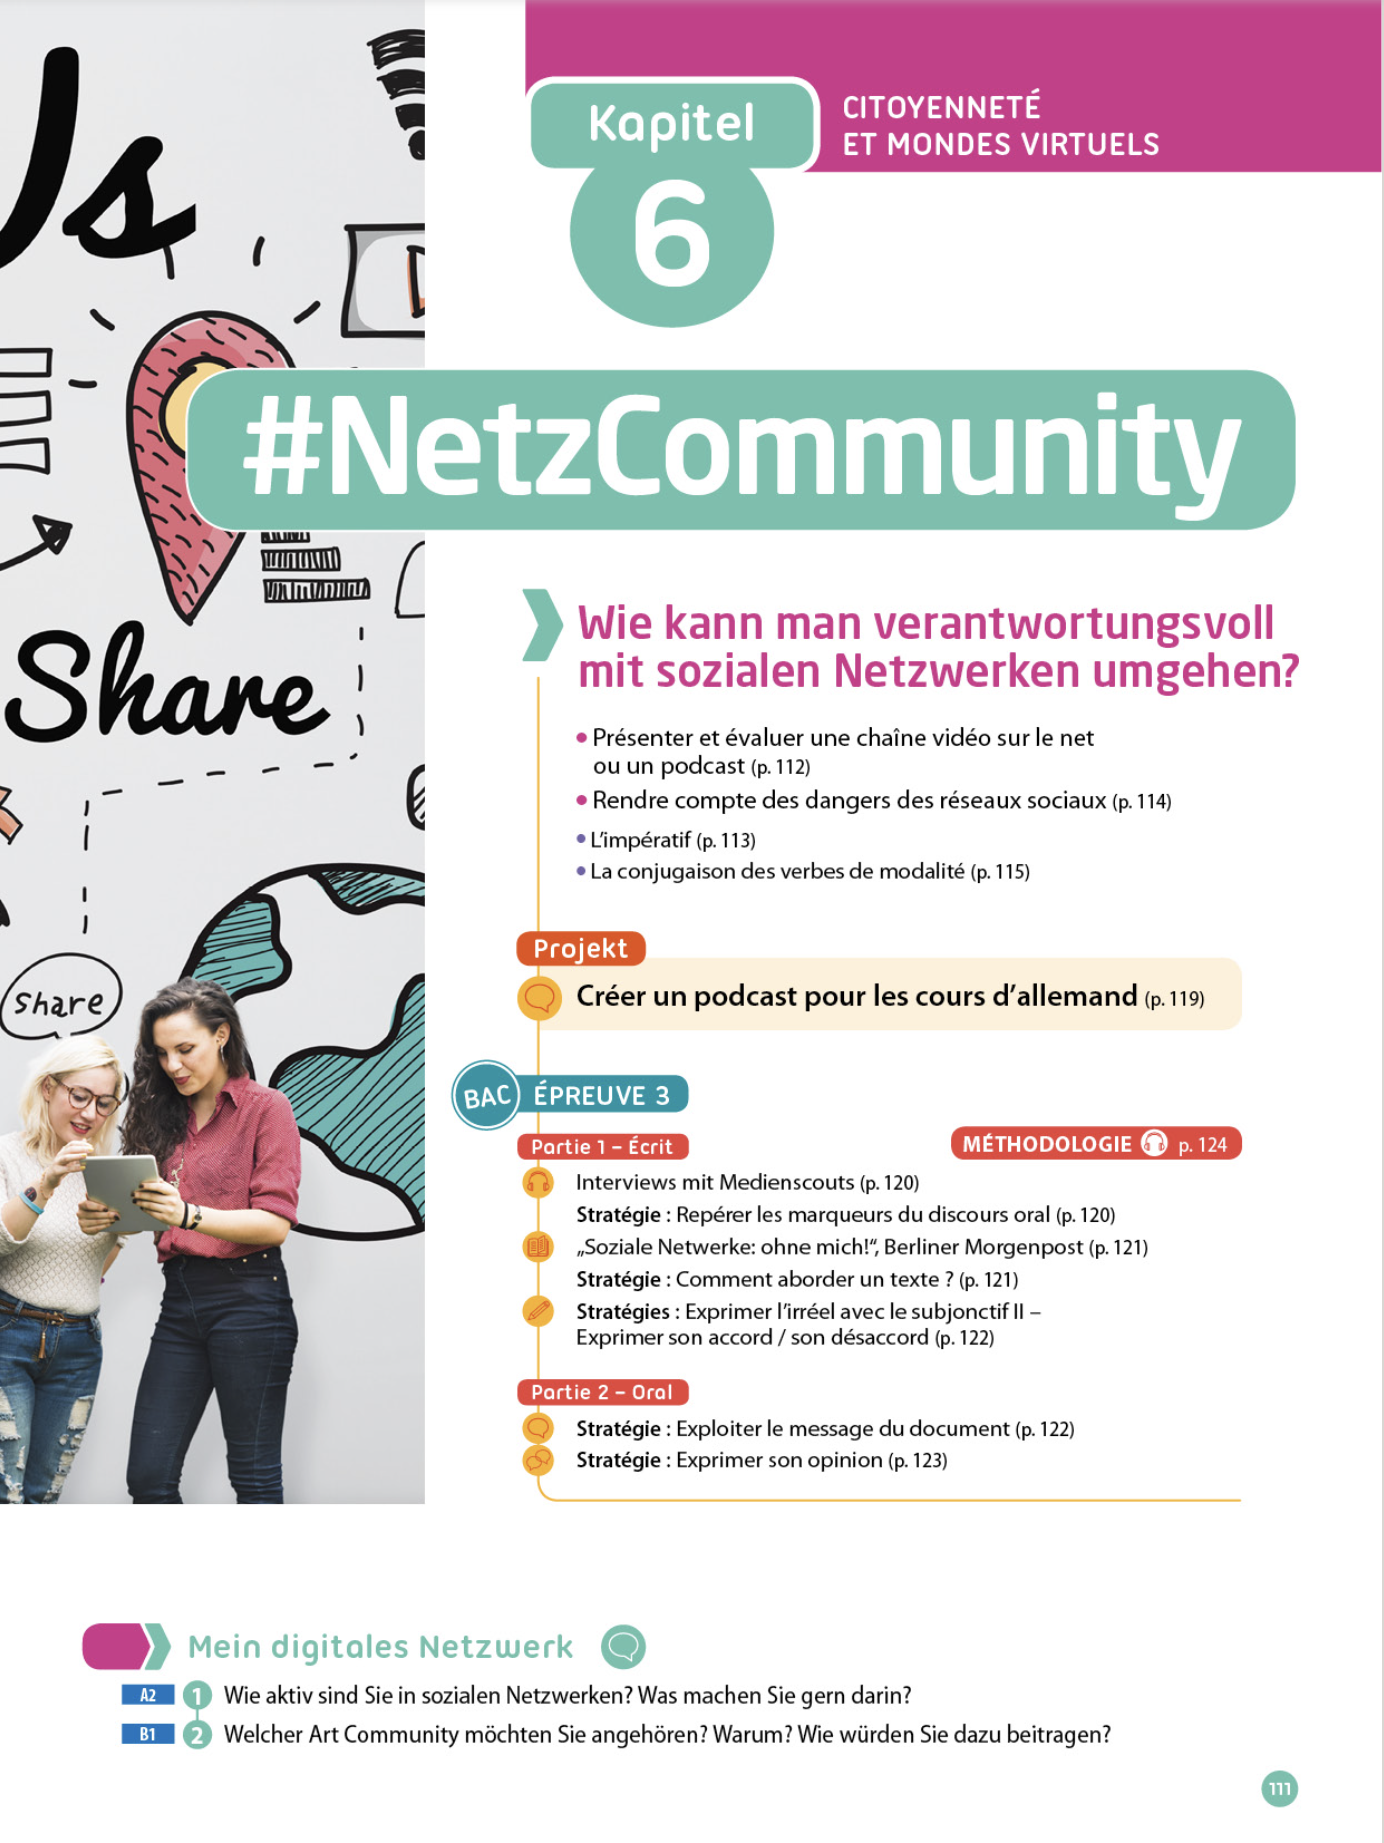 Us
Kapitel
6
CITOYENNETÉ
ET MONDES VIRTUELS
#NetzCommunity
Share
share
Wie kann man verantwortungsvoll
mit sozialen Netzwerken umgehen?
• Présenter et évaluer une chaîne vidéo sur le net
ou un podcast (p. 112)
• Rendre compte des dangers des réseaux sociaux (p. 114)
• L'impératif (p. 113)
• La conjugaison des verbes de modalité (p. 115)
Projekt
Créer un podcast pour les cours d'allemand (p. 119)
BAC ÉPREUVE 3
Partie 1 – Écrit
MÉTHODOLOGIE p. 124
Interviews mit Medienscouts (p. 120)
Stratégie : Repérer les marqueurs du discours oral (p. 120)
„Soziale Netwerke: ohne mich!“, Berliner Morgenpost (p. 121)
Stratégie : Comment aborder un texte ? (p. 121)
Stratégies : Exprimer l'irréel avec le subjonctif II –
Exprimer son accord / son désaccord (p. 122)
Partie 2 – Oral
Stratégie : Exploiter le message du document (p. 122)
Stratégie : Exprimer son opinion (p. 123)
Mein digitales Netzwerk
A2 1 Wie aktiv sind Sie in sozialen Netzwerken? Was machen Sie gern darin?
B1 2 Welcher Art Community möchten Sie angehören? Warum? Wie würden Sie dazu beitragen?
111